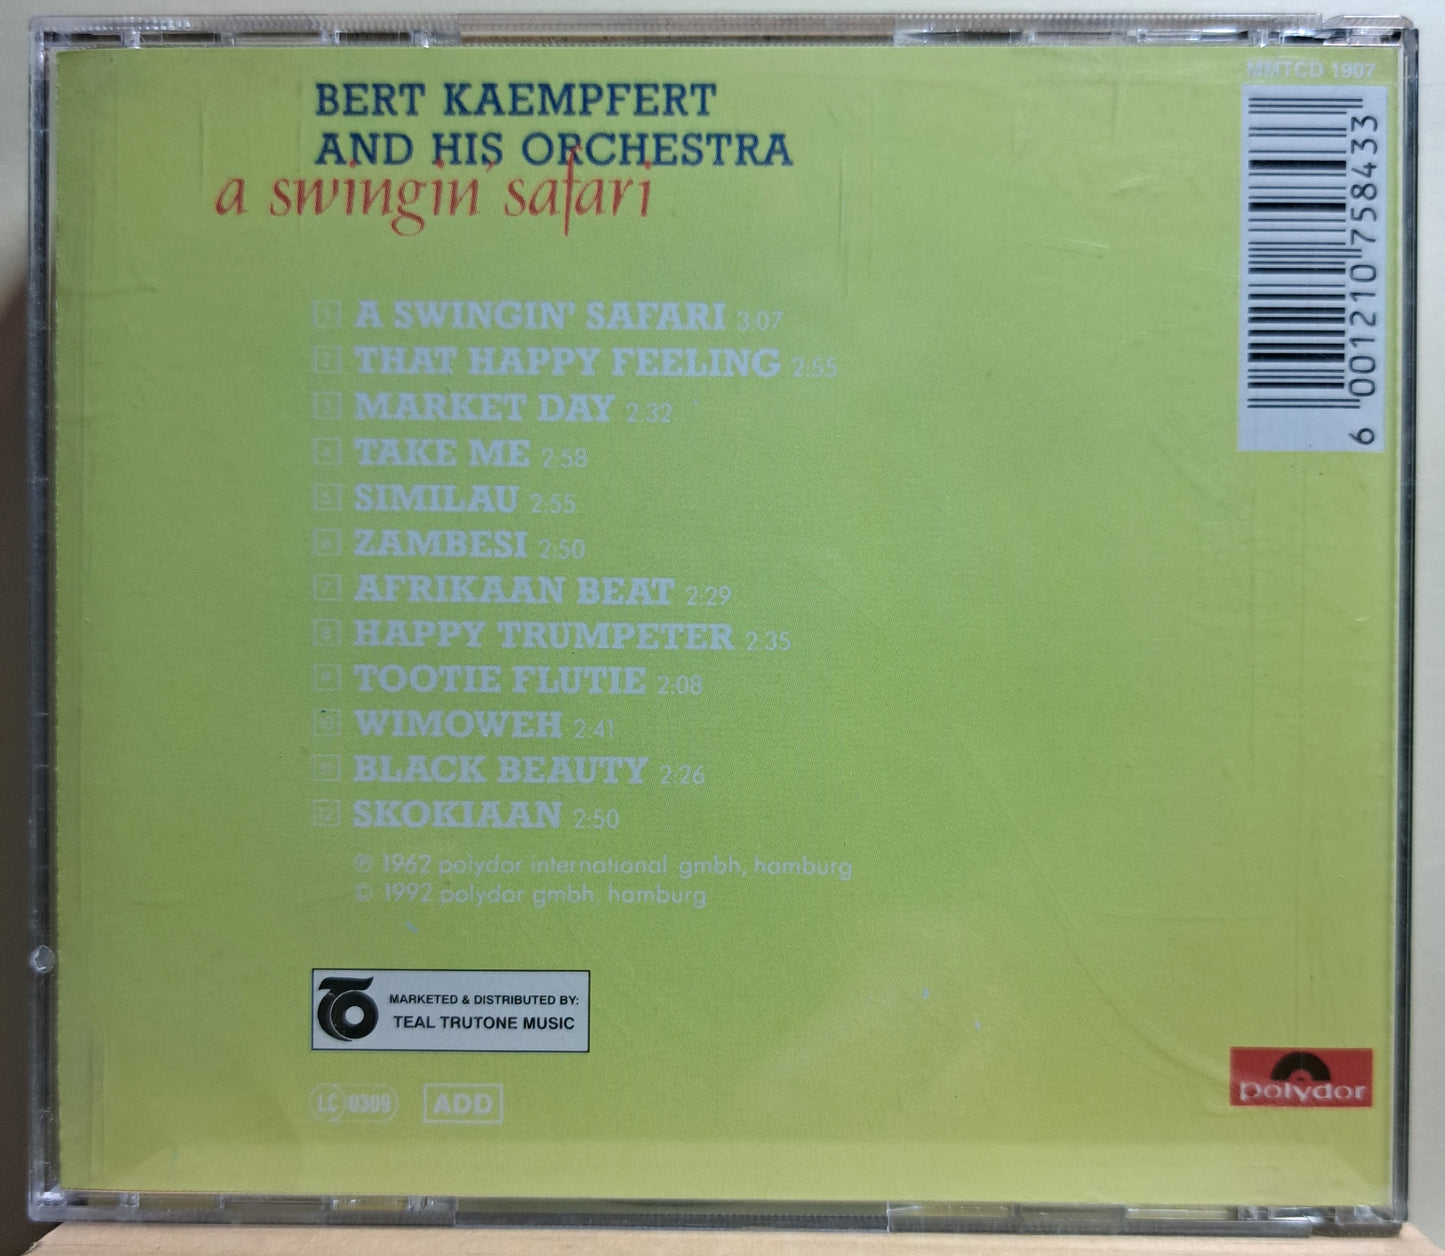 MMTCD 1907
BERT KAEMPFERT
AND HIS ORCHESTRA
a swingin' safari
6 001210 758433
1 A SWINGIN' SAFARI 3:07
2 THAT HAPPY FEELING 2:55
3 MARKET DAY 2:32
4 TAKE ME 2:58
5 SIMILAU 2:55
6 ZAMBESI 2:50
7 AFRIKAAN BEAT 2:29
8 HAPPY TRUMPETER 2:35
9 TOOTIE FLUTIE 2:08
10 WIMOWEH 2:41
11 BLACK BEAUTY 2:26
12 SKOKIAAN 2:50
℗ 1962 polydor international gmbh, hamburg
© 1992 polydor gmbh, hamburg
MARKETED & DISTRIBUTED BY:
TEAL TRUTONE MUSIC
LC 0309 ADD
polydor